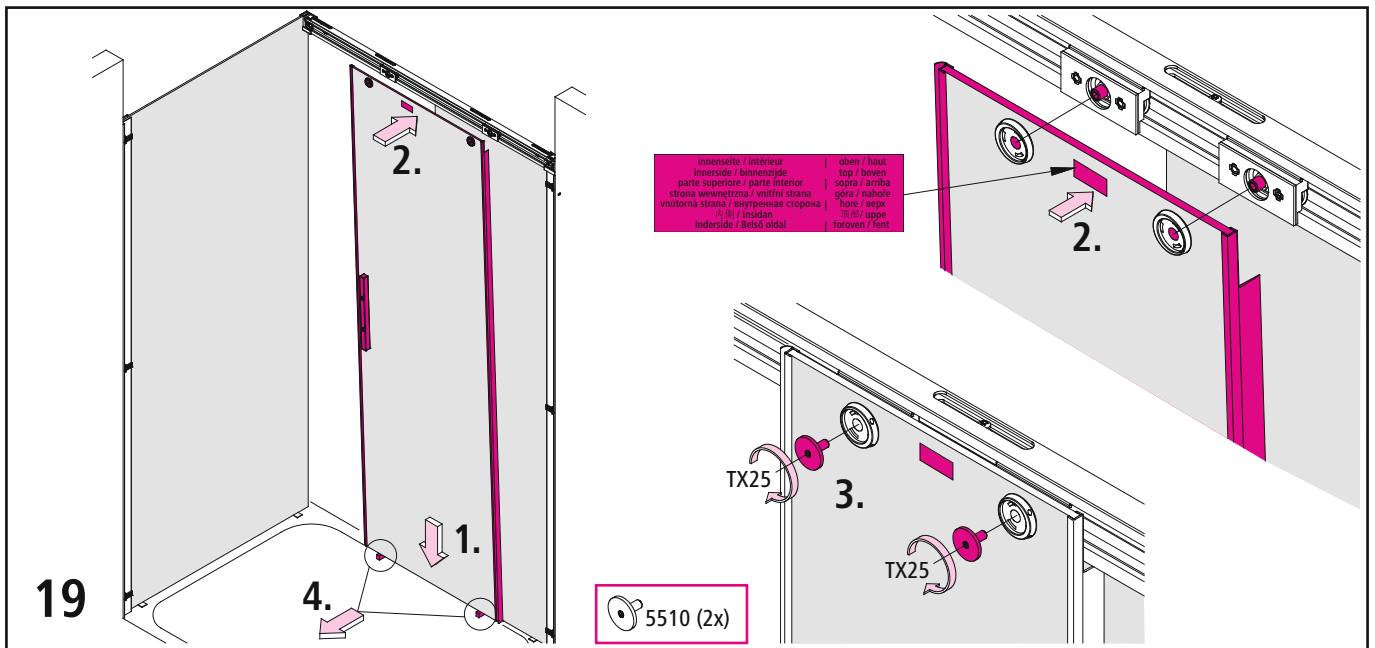 2.
1.
4.
19
innenseite / intérieur | oben / haut
innerside / binnenzijde | top / boven
parte superiore / parte interior | sopra / arriba
strona wewnętrzna / vnitřní strana | góra / nahoře
vnútorná strana / внутренняя сторона | hore / верх
内侧 / Insidan | 顶部/ uppe
Inderside / Belső oldal | foroven / fent
2.
TX25
3.
TX25
5510 (2x)